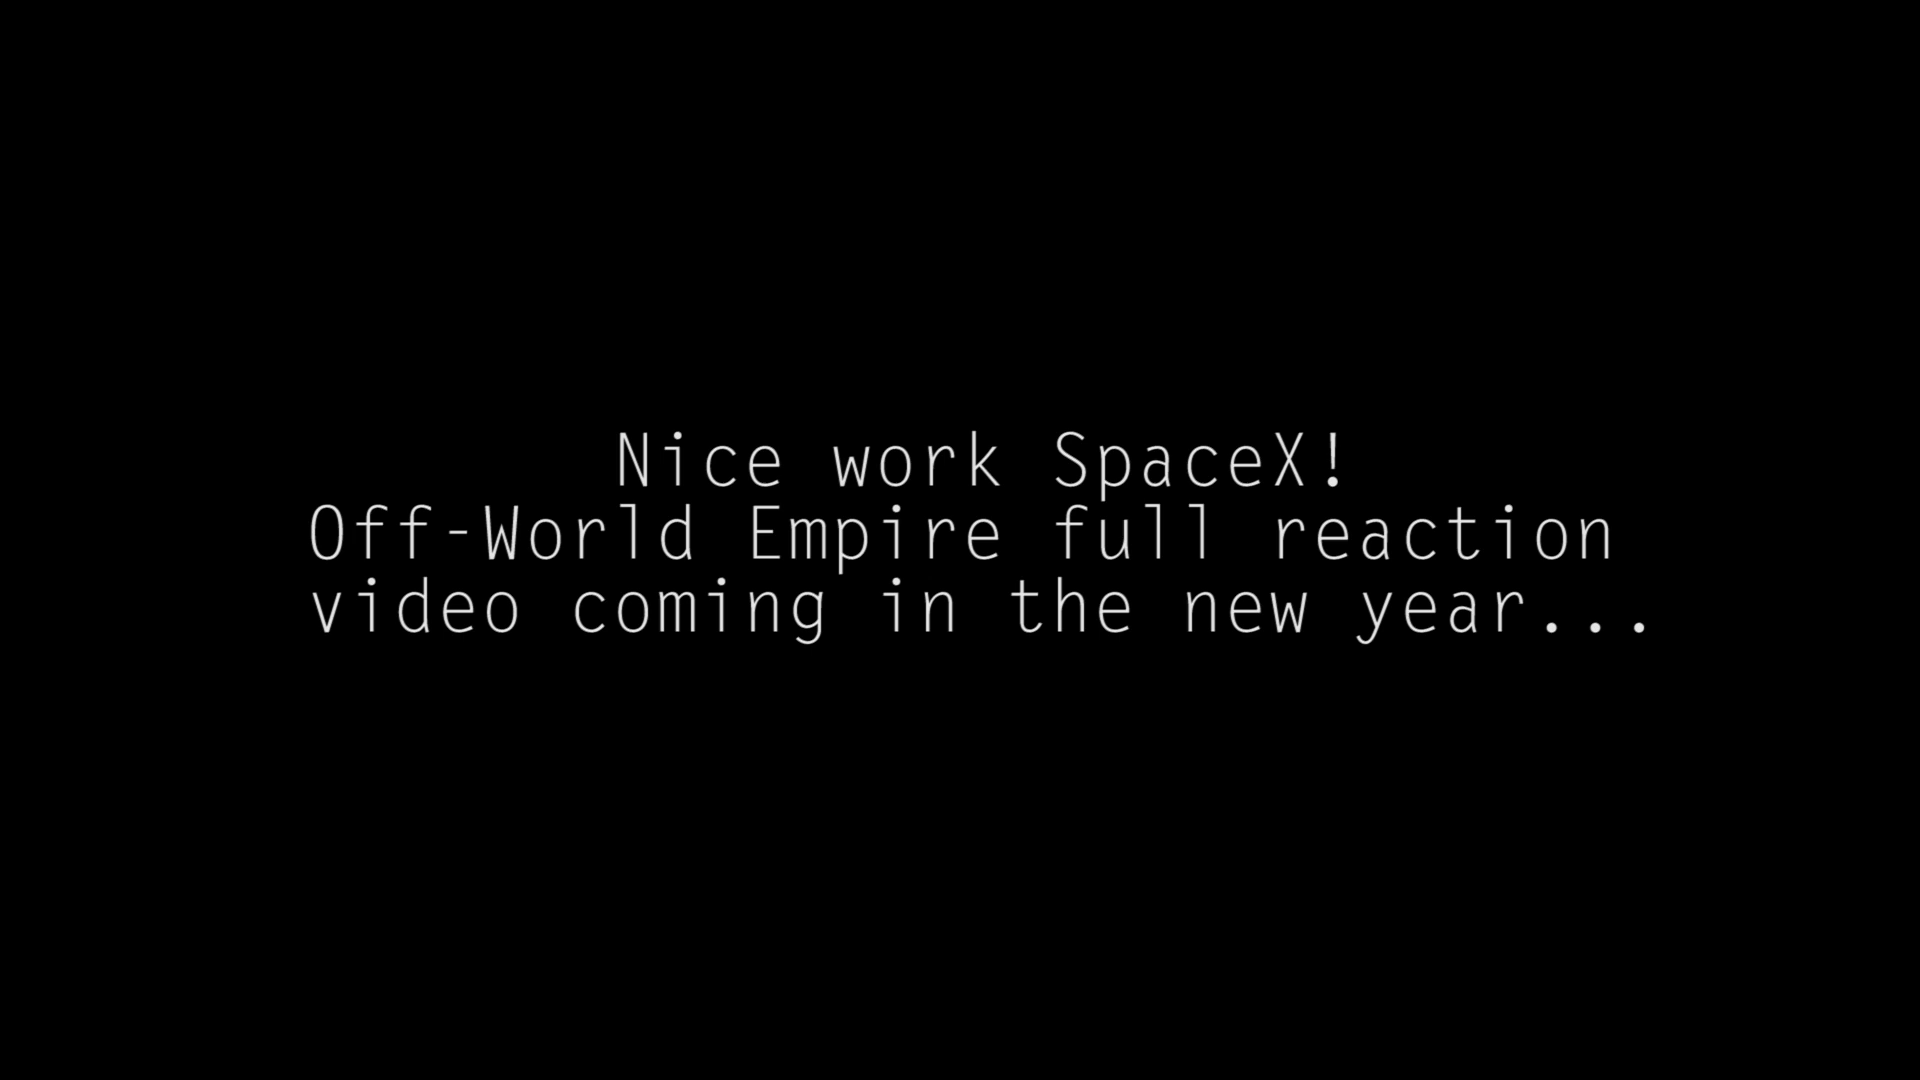 Nice work SpaceX!
Off-World Empire full reaction
video coming in the new year...